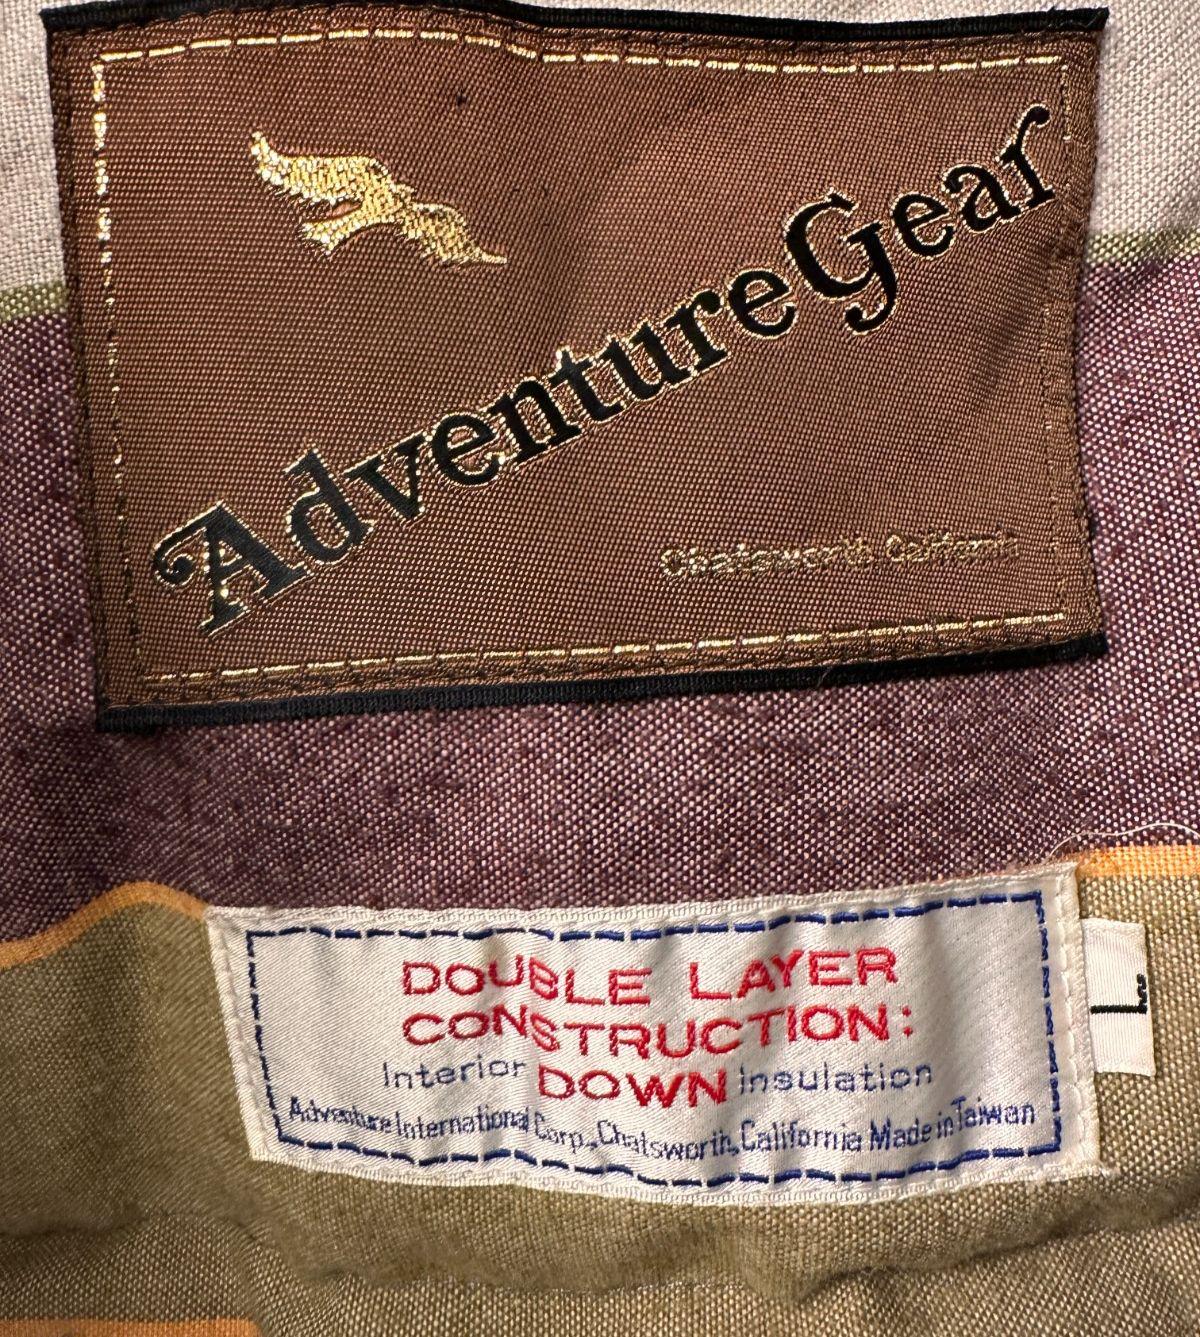 AdventureGear
Chatsworth California
DOUBLE LAYER
CONSTRUCTION:
Interior DOWN Insulation
Adventure International Corp., Chatsworth, California Made in Taiwan
L